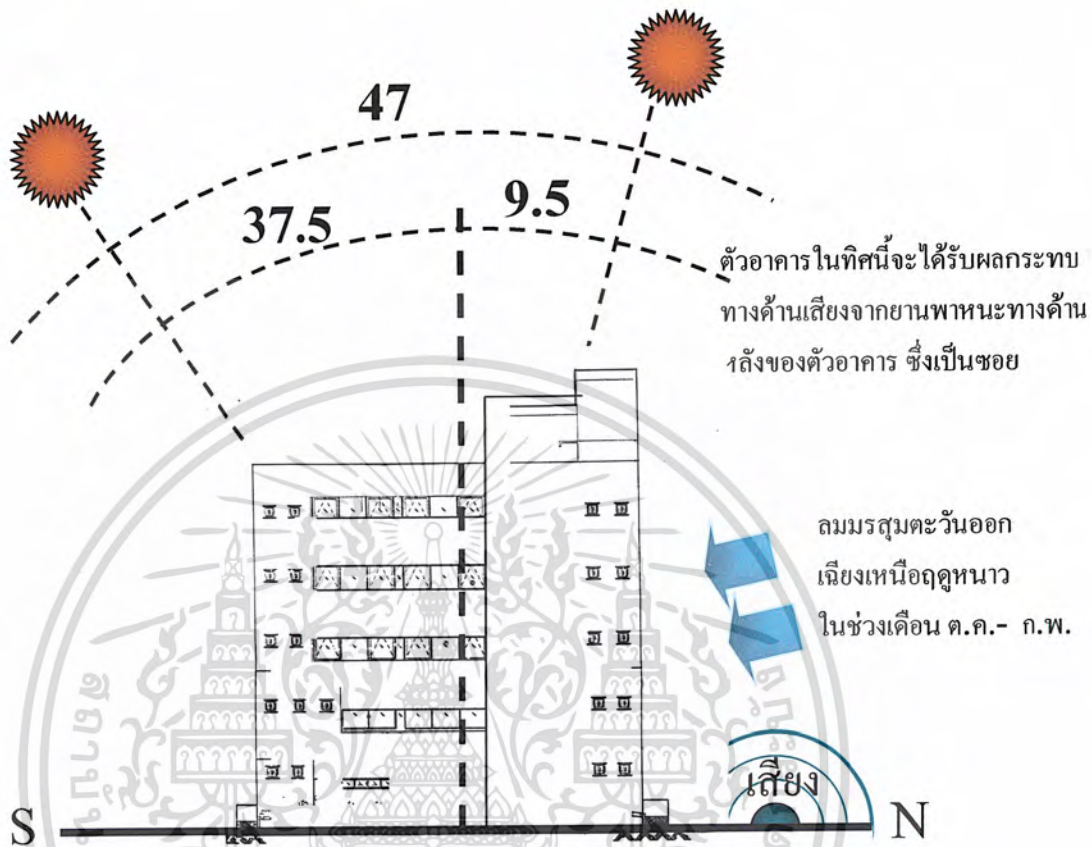 47
37.5
9.5
ตัวอาคารในทิศนี้จะได้รับผลกระทบ
ทางด้านเสียงจากยานพาหนะทางด้าน
หลังของตัวอาคาร ซึ่งเป็นซอย
ลมมรสุมตะวันออก
เฉียงเหนือฤดูหนาว
ในช่วงเดือน ต.ค.- ก.พ.
เสียง
S
N